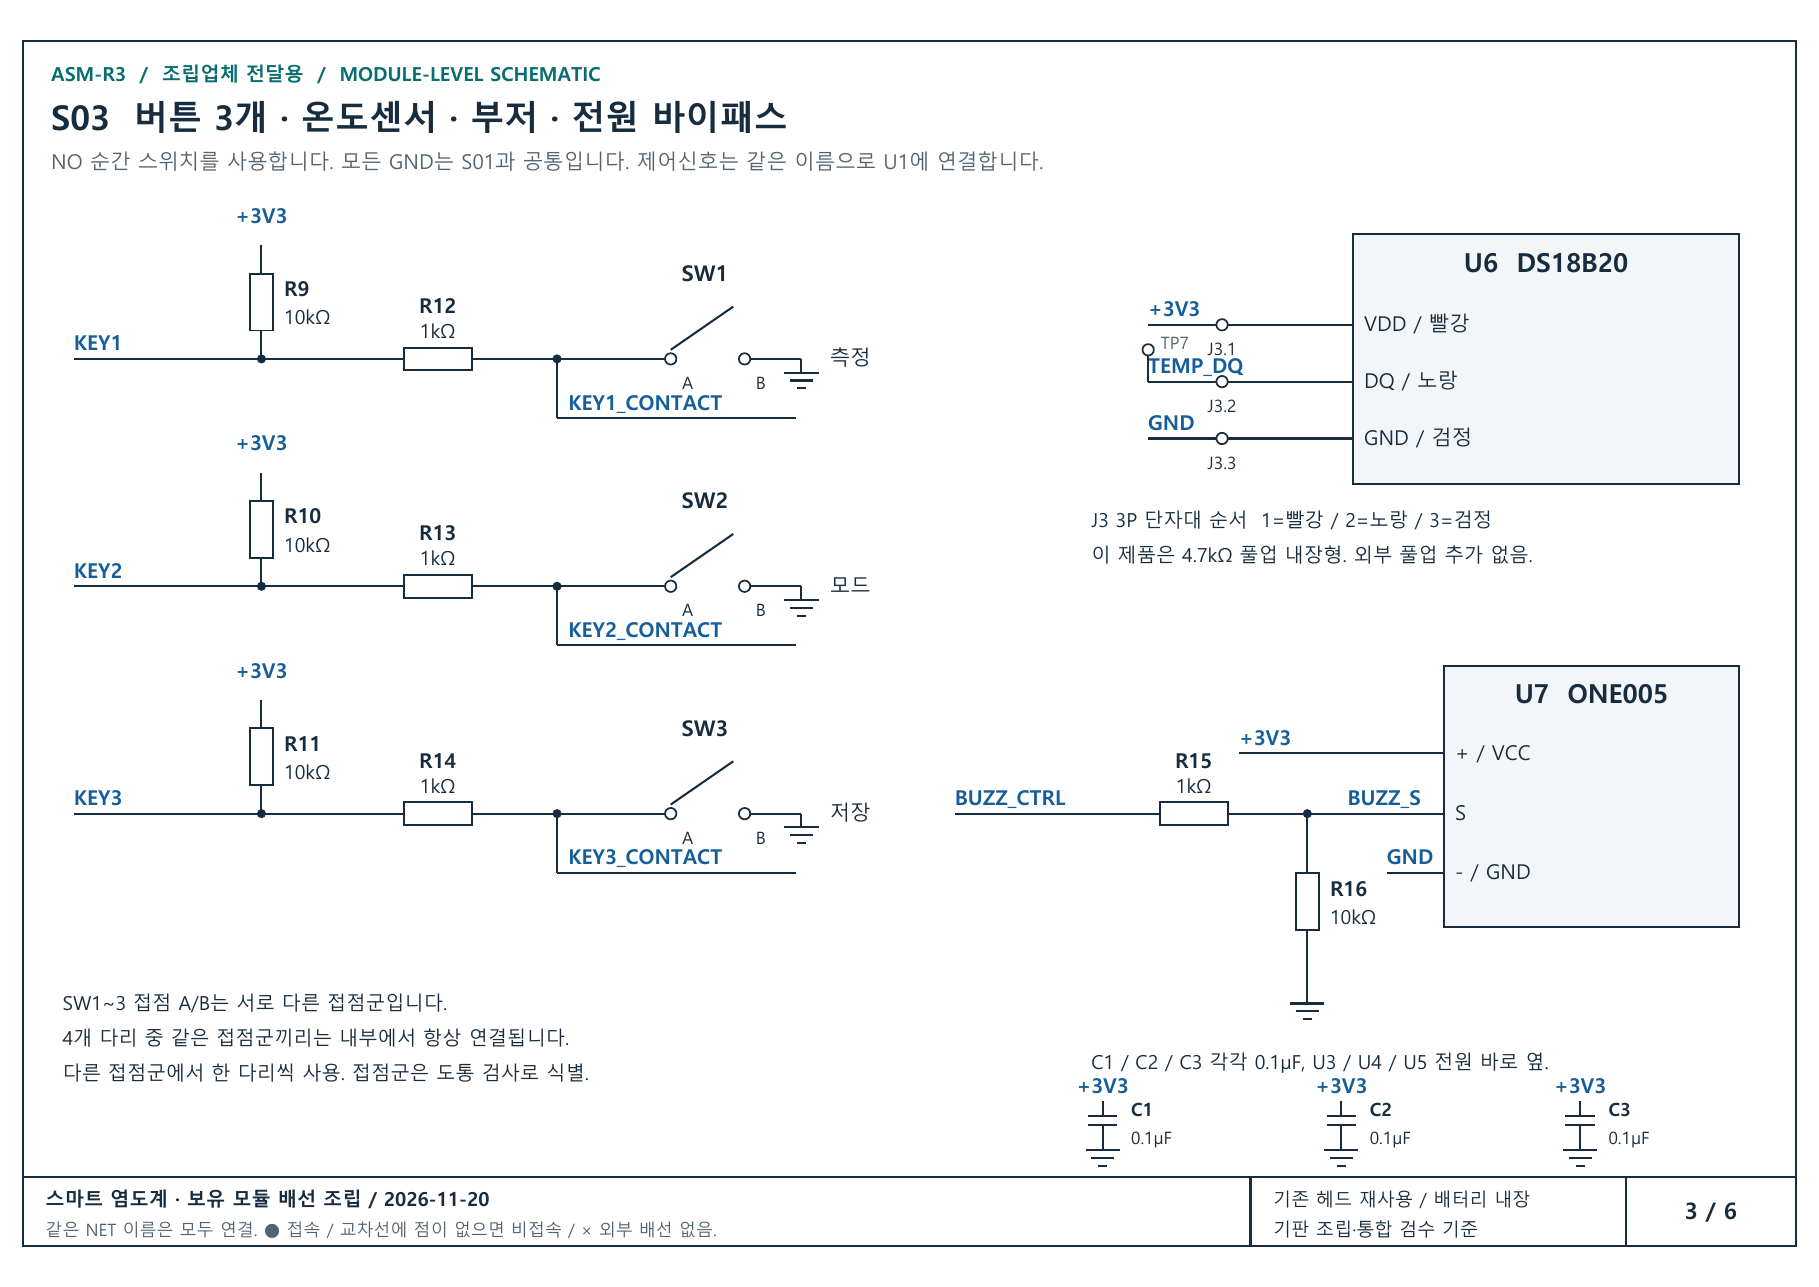 ASM-R3 / 조립업체 전달용 / MODULE-LEVEL SCHEMATIC
S03 버튼 3개 · 온도센서 · 부저 · 전원 바이패스
NO 순간 스위치를 사용합니다. 모든 GND는 S01과 공통입니다. 제어신호는 같은 이름으로 U1에 연결합니다.
+3V3
R9
10kΩ
KEY1
R12
1kΩ
SW1
A
B
측정
KEY1_CONTACT
+3V3
R10
10kΩ
KEY2
R13
1kΩ
SW2
A
B
모드
KEY2_CONTACT
+3V3
R11
10kΩ
KEY3
R14
1kΩ
SW3
A
B
저장
KEY3_CONTACT
SW1~3 접점 A/B는 서로 다른 접점군입니다.
4개 다리 중 같은 접점군끼리는 내부에서 항상 연결됩니다.
다른 접점군에서 한 다리씩 사용. 접점군은 도통 검사로 식별.
U6 DS18B20
+3V3
J3.1
VDD / 빨강
TP7
TEMP_DQ
J3.2
DQ / 노랑
GND
J3.3
GND / 검정
J3 3P 단자대 순서 1=빨강 / 2=노랑 / 3=검정
이 제품은 4.7kΩ 풀업 내장형. 외부 풀업 추가 없음.
U7 ONE005
+3V3
+ / VCC
BUZZ_CTRL
R15
1kΩ
BUZZ_S
S
GND
- / GND
R16
10kΩ
C1 / C2 / C3 각각 0.1µF, U3 / U4 / U5 전원 바로 옆.
+3V3
C1
0.1µF
+3V3
C2
0.1µF
+3V3
C3
0.1µF
스마트 염도계 · 보유 모듈 배선 조립 / 2026-11-20
같은 NET 이름은 모두 연결. ● 접속 / 교차선에 점이 없으면 비접속 / × 외부 배선 없음.
기존 헤드 재사용 / 배터리 내장
기판 조립·통합 검수 기준
3 / 6